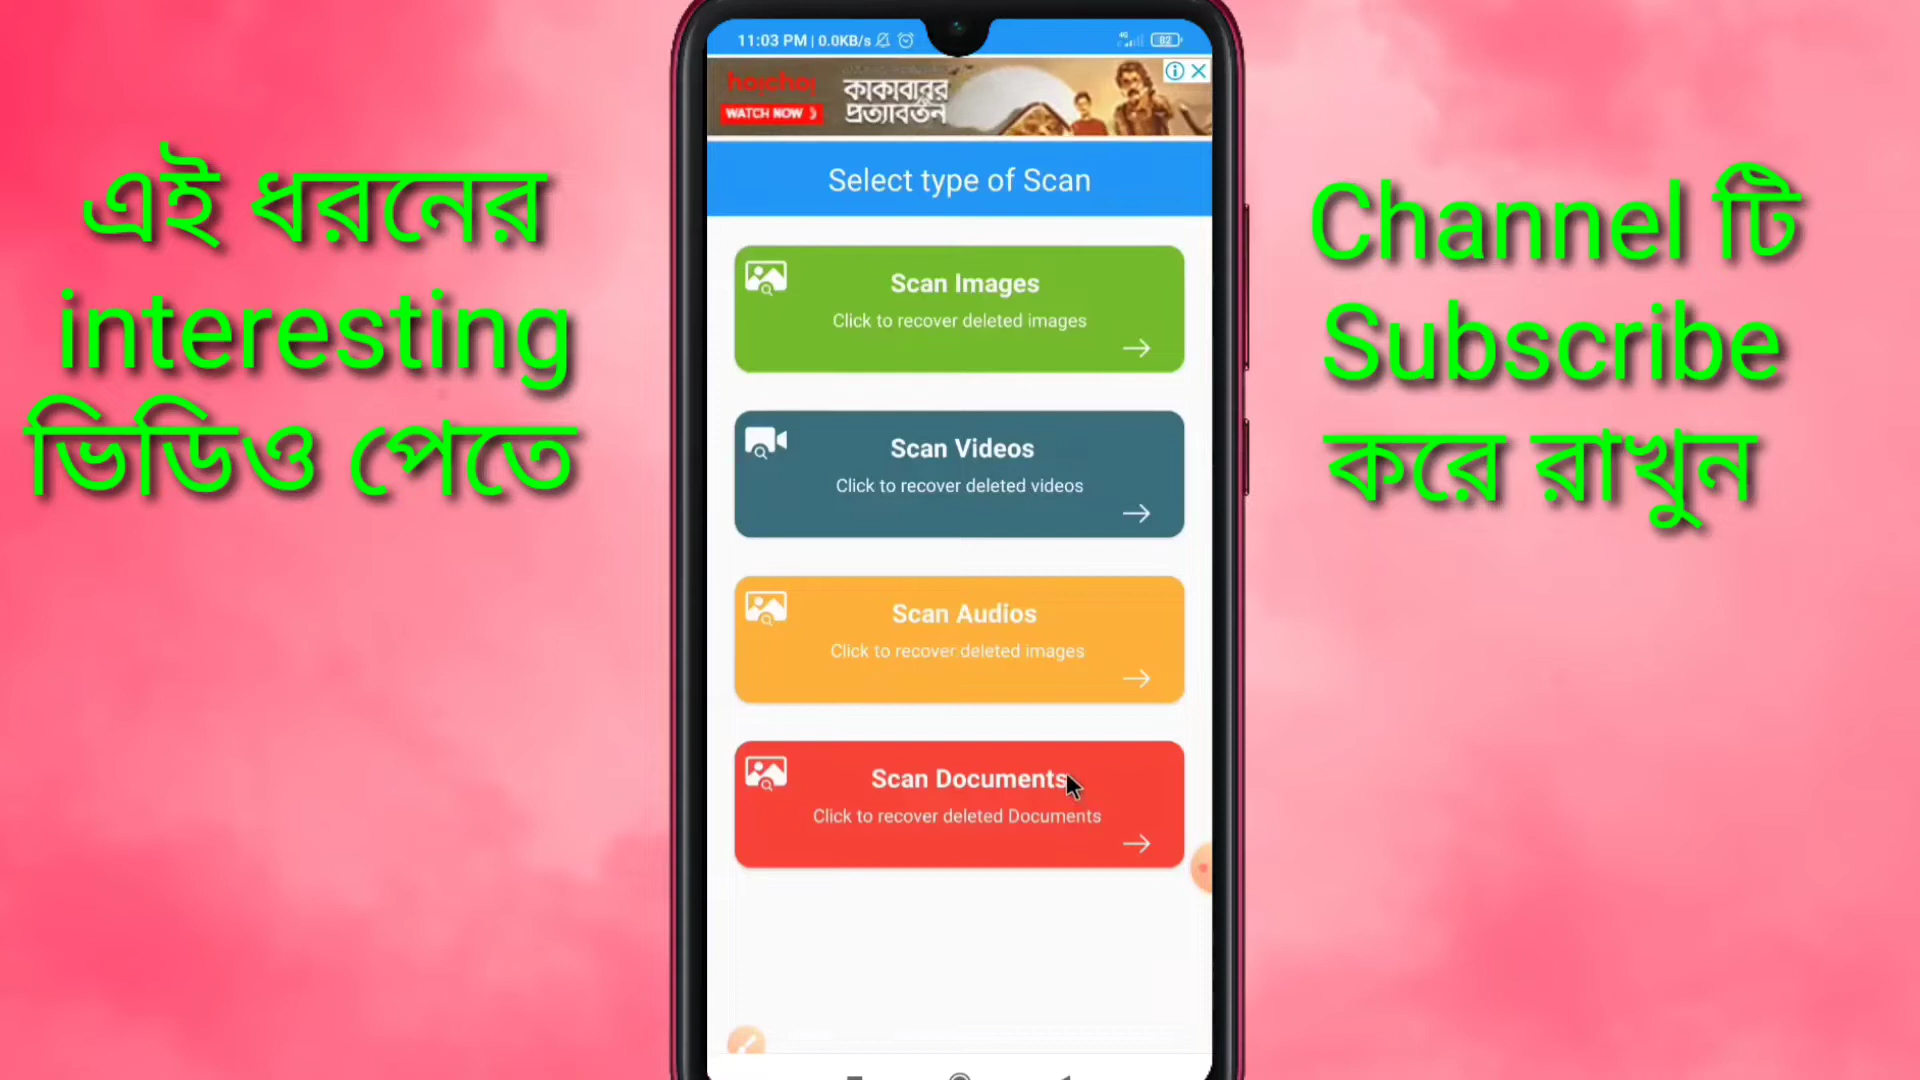 11:03 PM | 0.0KB/s
4G
82
hoichoi
WATCH NOW
কাকাবাবুর
প্রত্যাবর্তন
Select type of Scan
এই ধরনের
interesting
ভিডিও পেতে
Scan Images
Click to recover deleted images
Scan Videos
Click to recover deleted videos
Scan Audios
Click to recover deleted images
Scan Documents
Click to recover deleted Documents
Channel টি
Subscribe
করে রাখুন